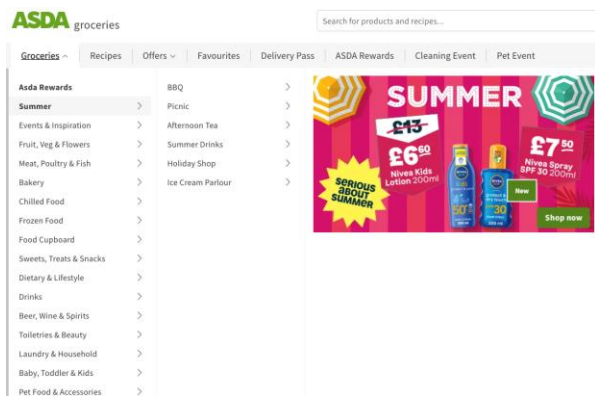 ASDA groceries
Search for products and recipes...
Groceries Recipes Offers Favourites Delivery Pass ASDA Rewards Cleaning Event Pet Event
Asda Rewards
Summer
Events & Inspiration
Fruit, Veg & Flowers
Meat, Poultry & Fish
Bakery
Chilled Food
Frozen Food
Food Cupboard
Sweets, Treats & Snacks
Dietary & Lifestyle
Drinks
Beer, Wine & Spirits
Toiletries & Beauty
Laundry & Household
Baby, Toddler & Kids
Pet Food & Accessories
BBQ
Picnic
Afternoon Tea
Summer Drinks
Holiday Shop
Ice Cream Parlour
SUMMER
£13
£6.60
Nivea Kids
Lotion 200ml
£7.50
Nivea Spray
SPF 30 200ml
SERIOUS
ABOUT
SUMMER
NIVEA
50+
NIVEA
30
New
Shop now